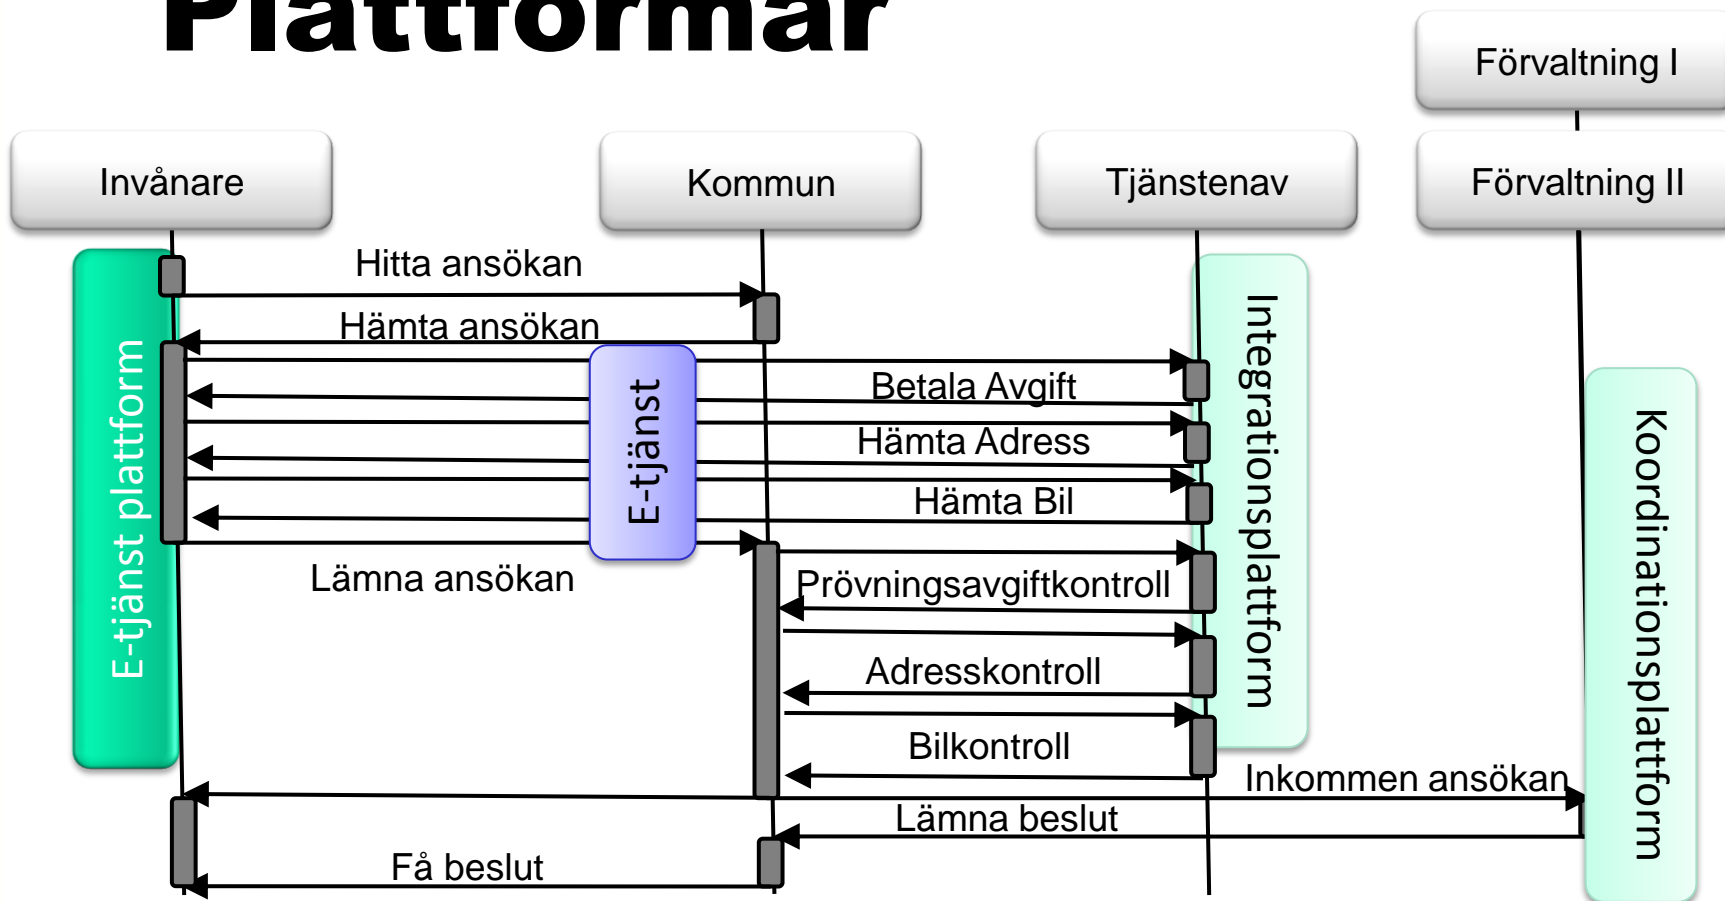 Plattformar
Förvaltning I
Invånare
Kommun
Tjänstenav
Förvaltning II
Hitta ansökan
Hämta ansökan
Betala Avgift
Hämta Adress
Hämta Bil
Lämna ansökan
Prövningsavgiftkontroll
Adresskontroll
Bilkontroll
Inkommen ansökan
Lämna beslut
Få beslut
E-tjänst plattform
E-tjänst
Integrationsplattform
Koordinationsplattform